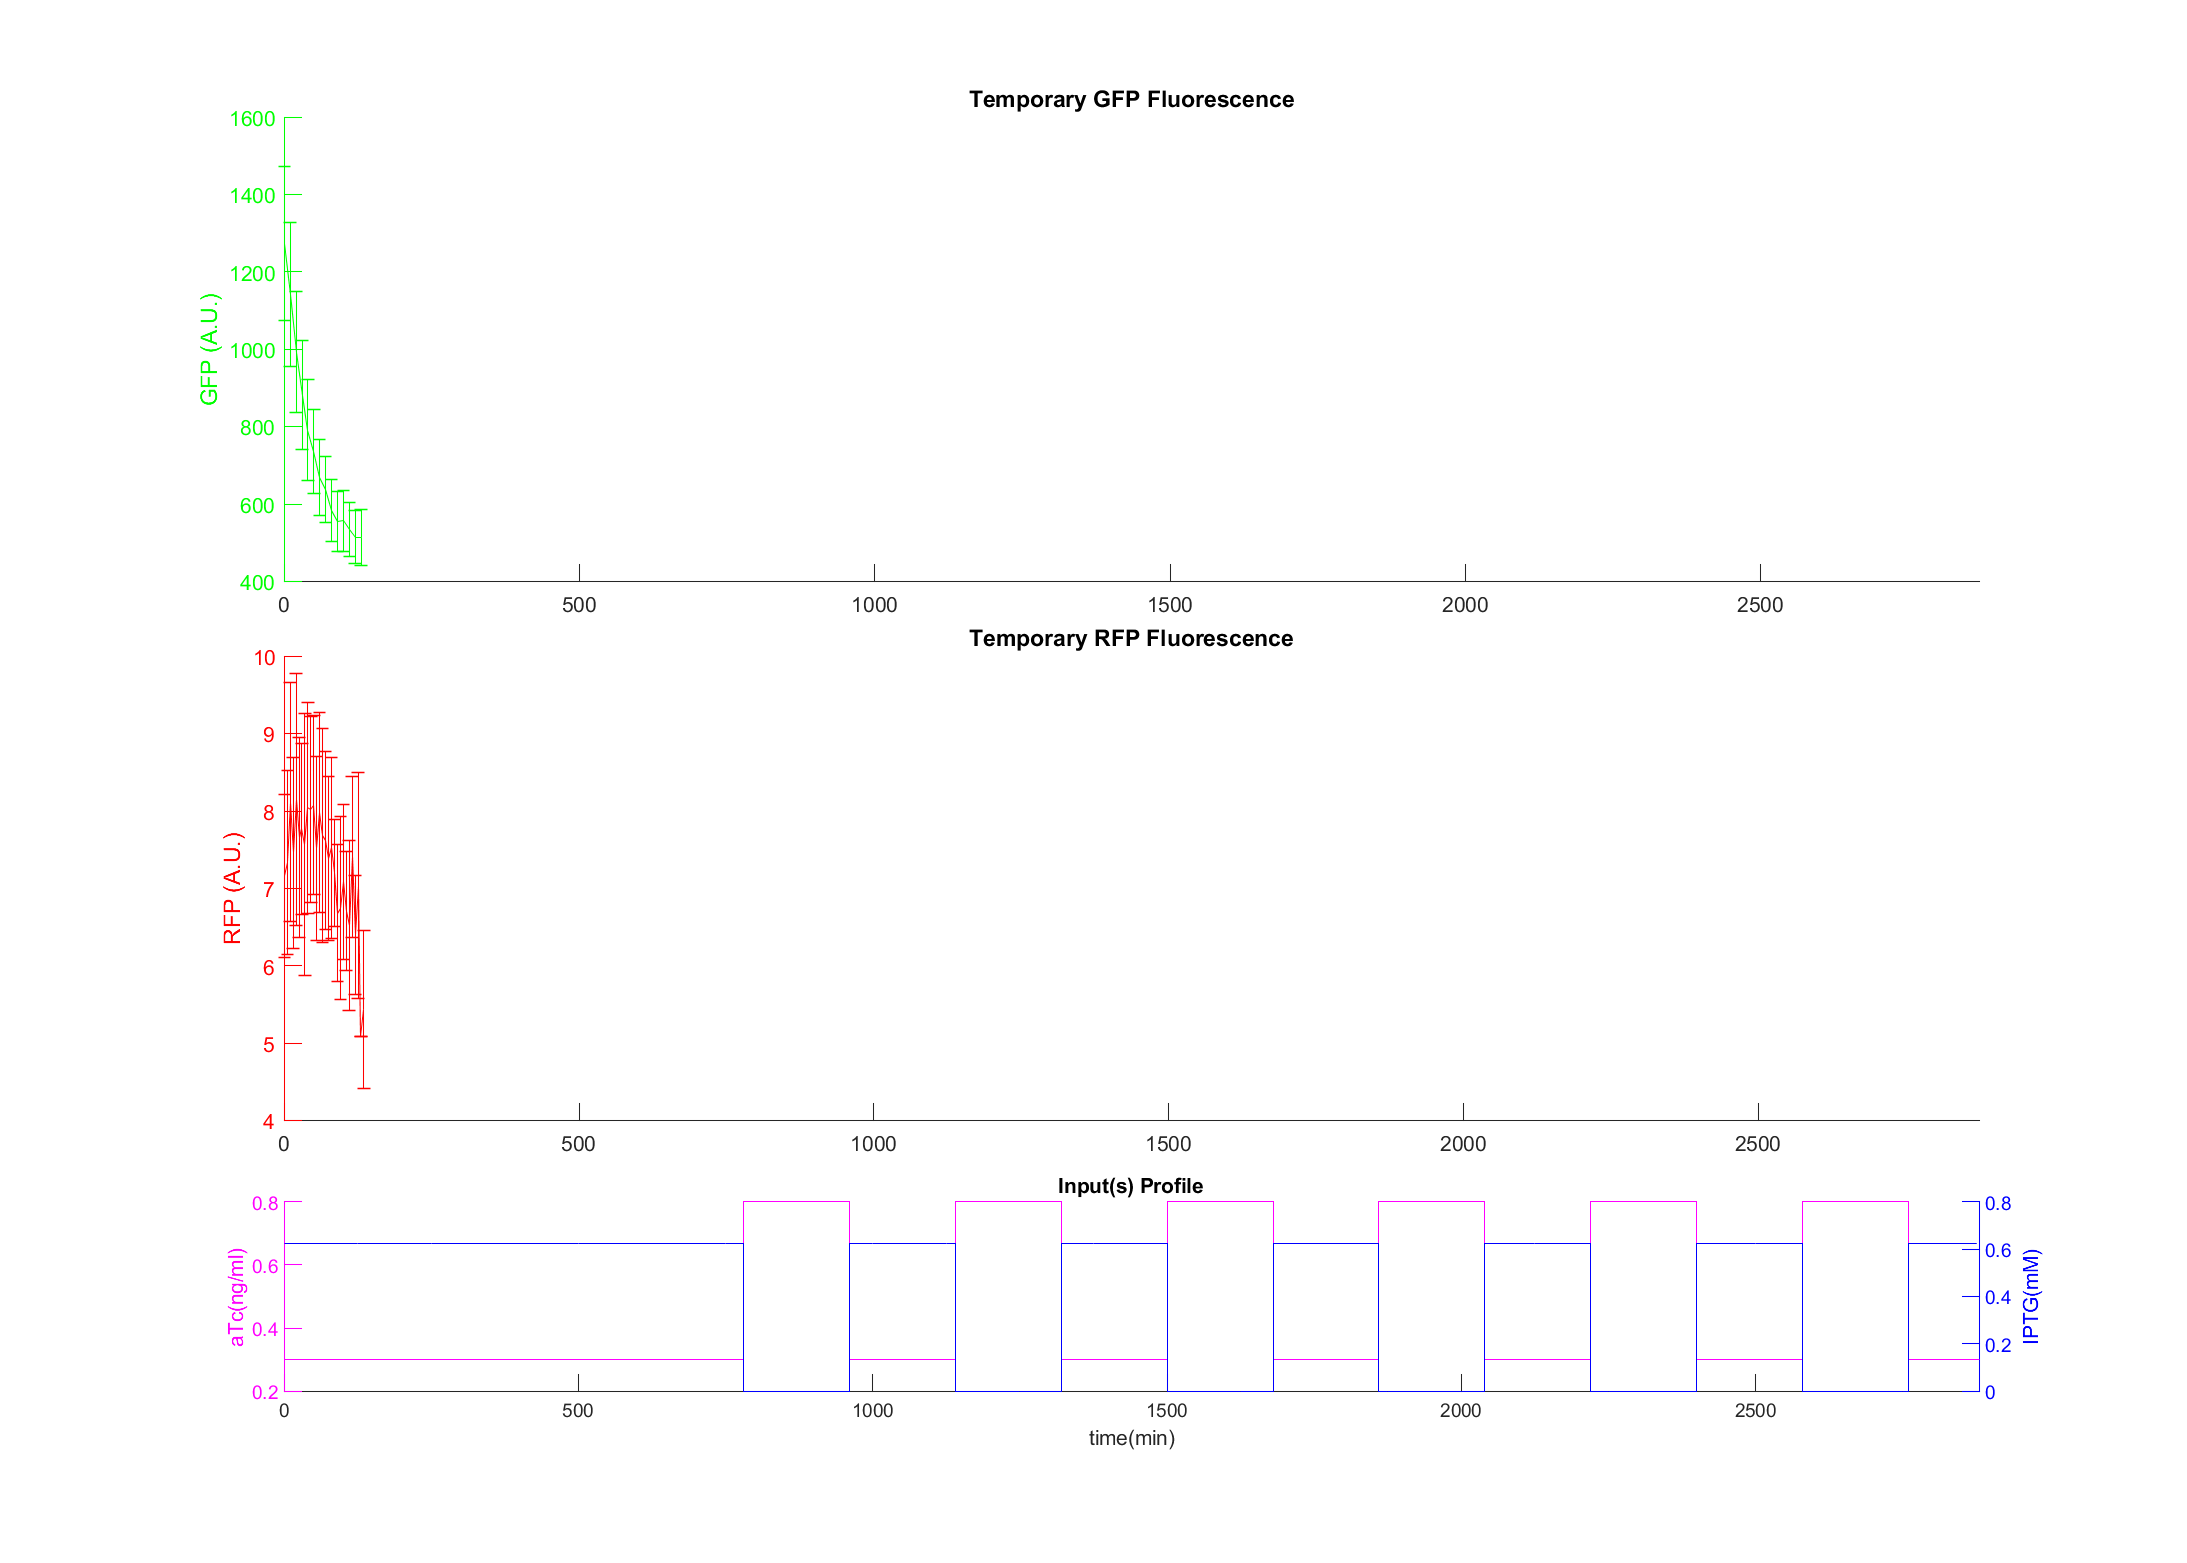 Temporary GFP Fluorescence
1600
1400
1200
1000
800
600
400
GFP (A.U.)
0 500 1000 1500 2000 2500
Temporary RFP Fluorescence
10
9
8
7
6
5
4
RFP (A.U.)
0 500 1000 1500 2000 2500
Input(s) Profile
0.8
0.6
0.4
0.2
aTc(ng/ml)
0.8
0.6
0.4
0.2
0
IPTG(mM)
0 500 1000 1500 2000 2500
time(min)